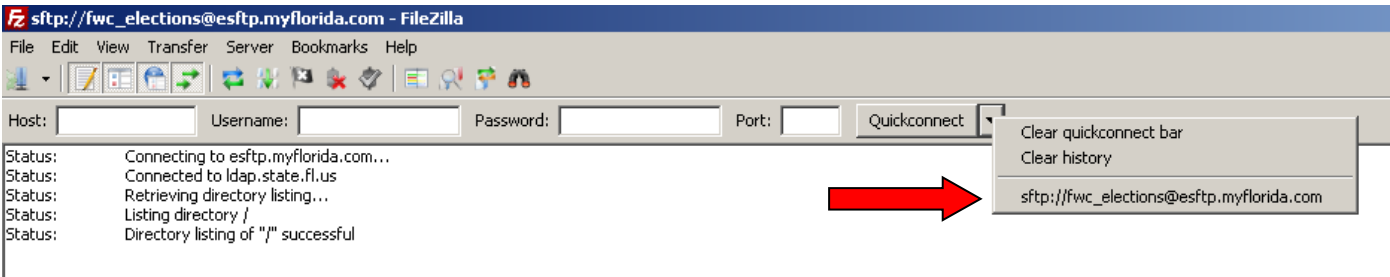 sftp://fwc_elections@esftp.myflorida.com - FileZilla
File Edit View Transfer Server Bookmarks Help
Host: Username: Password: Port: Quickconnect
Clear quickconnect bar
Clear history
sftp://fwc_elections@esftp.myflorida.com
Status: Connecting to esftp.myflorida.com...
Status: Connected to ldap.state.fl.us
Status: Retrieving directory listing...
Status: Listing directory /
Status: Directory listing of "/" successful